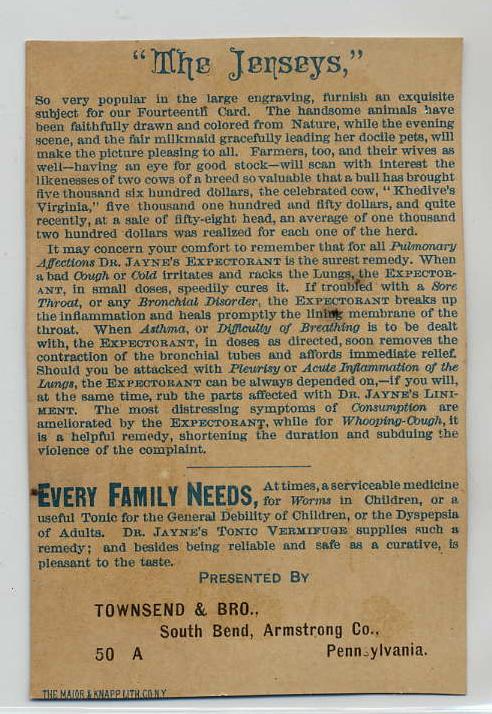 "The Jerseys,"
So very popular in the large engraving, furnish an exquisite
subject for our Fourteenth Card. The handsome animals have
been faithfully drawn and colored from Nature, while the evening
scene, and the fair milkmaid gracefully leading her docile pets, will
make the picture pleasing to all. Farmers, too, and their wives as
well—having an eye for good stock—will scan with interest the
likenesses of two cows of a breed so valuable that a bull has brought
five thousand six hundred dollars, the celebrated cow, "Khedive's
Virginia," five thousand one hundred and fifty dollars, and quite
recently, at a sale of fifty-eight head, an average of one thousand
two hundred dollars was realized for each one of the herd.
It may concern your comfort to remember that for all Pulmonary
Affections DR. JAYNE'S EXPECTORANT is the surest remedy. When
a bad Cough or Cold irritates and racks the Lungs, the EXPECTOR-
ANT, in small doses, speedily cures it. If troubled with a Sore
Throat, or any Bronchial Disorder, the EXPECTORANT breaks up
the inflammation and heals promptly the lining membrane of the
throat. When Asthma, or Difficulty of Breathing is to be dealt
with, the EXPECTORANT, in doses as directed, soon removes the
contraction of the bronchial tubes and affords immediate relief.
Should you be attacked with Pleurisy or Acute Inflammation of the
Lungs, the EXPECTORANT can be always depended on,—if you will,
at the same time, rub the parts affected with DR. JAYNE'S LINI-
MENT. The most distressing symptoms of Consumption are
ameliorated by the EXPECTORANT, while for Whooping-Cough, it
is a helpful remedy, shortening the duration and subduing the
violence of the complaint.
EVERY FAMILY NEEDS, At times, a serviceable medicine
for Worms in Children, or a
useful Tonic for the General Debility of Children, or the Dyspepsia
of Adults. DR. JAYNE'S TONIC VERMIFUGE supplies such a
remedy; and besides being reliable and safe as a curative, is
pleasant to the taste.
PRESENTED BY
TOWNSEND & BRO.,
South Bend, Armstrong Co.,
50 A Pennsylvania.
THE MAJOR & KNAPP LITH. CO. N.Y.